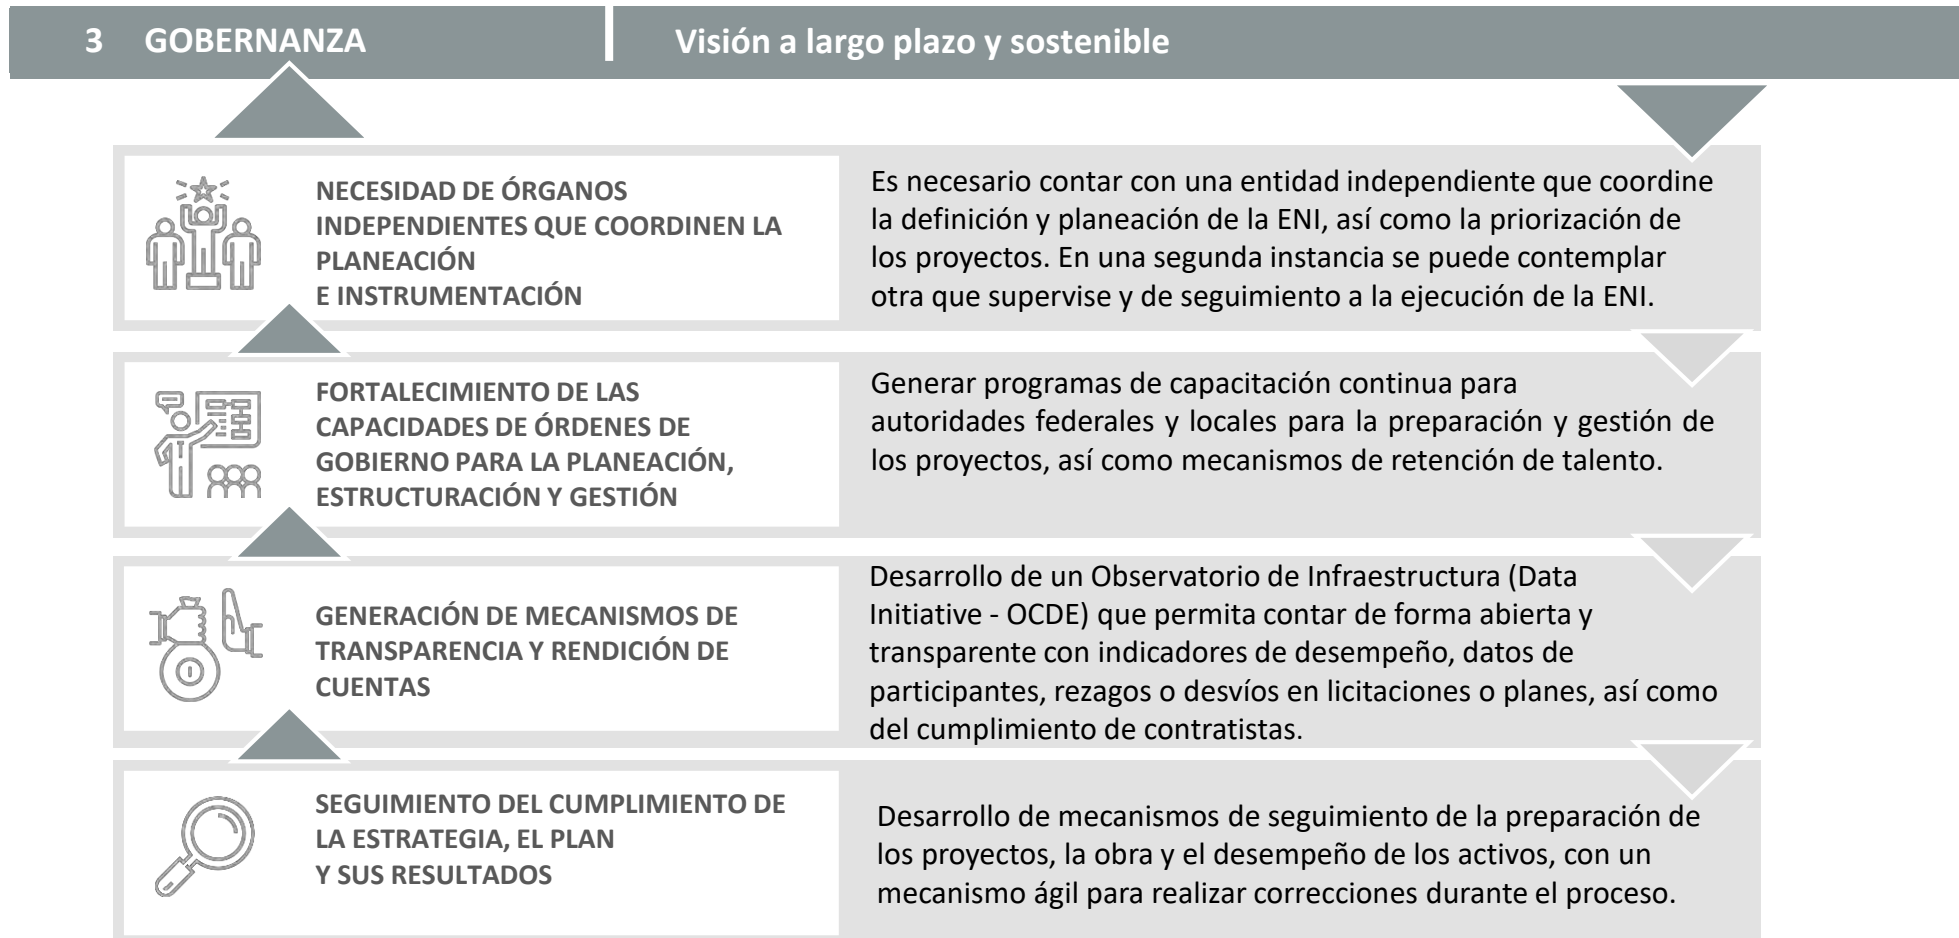 3 GOBERNANZA
Visión a largo plazo y sostenible
NECESIDAD DE ÓRGANOS
INDEPENDIENTES QUE COORDINEN LA
PLANEACIÓN
E INSTRUMENTACIÓN
Es necesario contar con una entidad independiente que coordine
la definición y planeación de la ENI, así como la priorización de
los proyectos. En una segunda instancia se puede contemplar
otra que supervise y de seguimiento a la ejecución de la ENI.
FORTALECIMIENTO DE LAS
CAPACIDADES DE ÓRDENES DE
GOBIERNO PARA LA PLANEACIÓN,
ESTRUCTURACIÓN Y GESTIÓN
Generar programas de capacitación continua para
autoridades federales y locales para la preparación y gestión de
los proyectos, así como mecanismos de retención de talento.
GENERACIÓN DE MECANISMOS DE
TRANSPARENCIA Y RENDICIÓN DE
CUENTAS
Desarrollo de un Observatorio de Infraestructura (Data
Initiative - OCDE) que permita contar de forma abierta y
transparente con indicadores de desempeño, datos de
participantes, rezagos o desvíos en licitaciones o planes, así como
del cumplimiento de contratistas.
SEGUIMIENTO DEL CUMPLIMIENTO DE
LA ESTRATEGIA, EL PLAN
Y SUS RESULTADOS
Desarrollo de mecanismos de seguimiento de la preparación de
los proyectos, la obra y el desempeño de los activos, con un
mecanismo ágil para realizar correcciones durante el proceso.